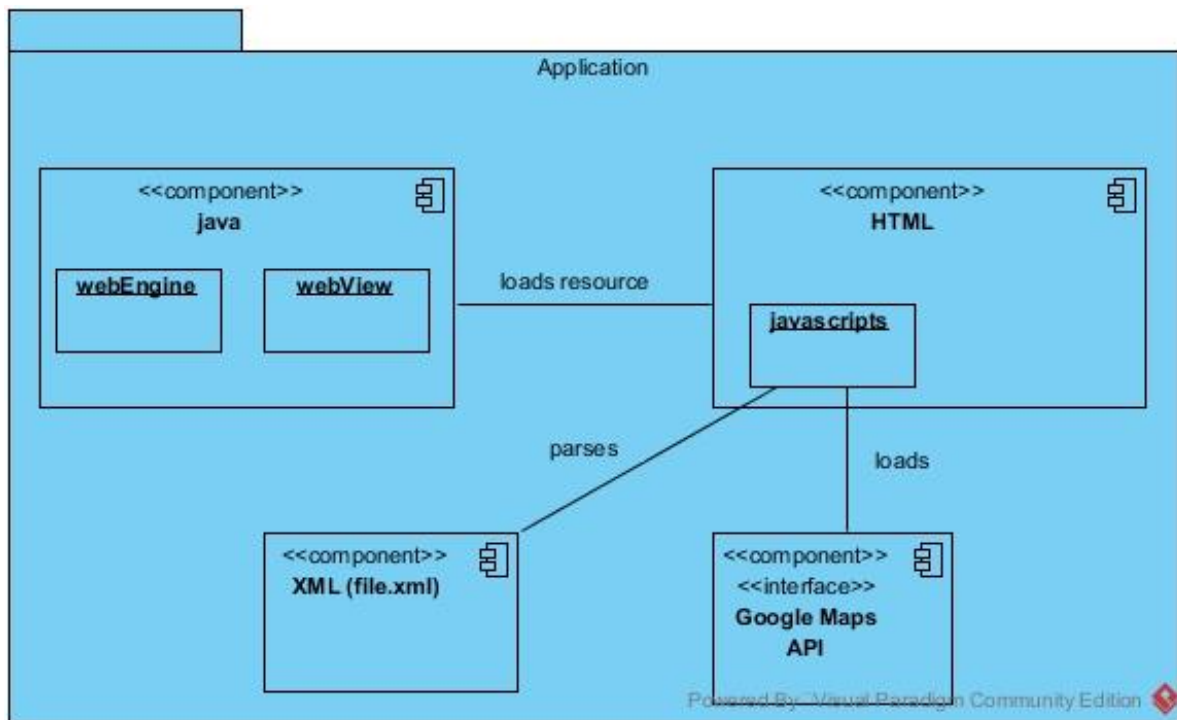 Application
<<component>>
java
webEngine
webView
loads resource
<<component>>
HTML
javascripts
parses
loads
<<component>>
XML (file.xml)
<<component>>
<<interface>>
Google Maps
API
Powered By Visual Paradigm Community Edition